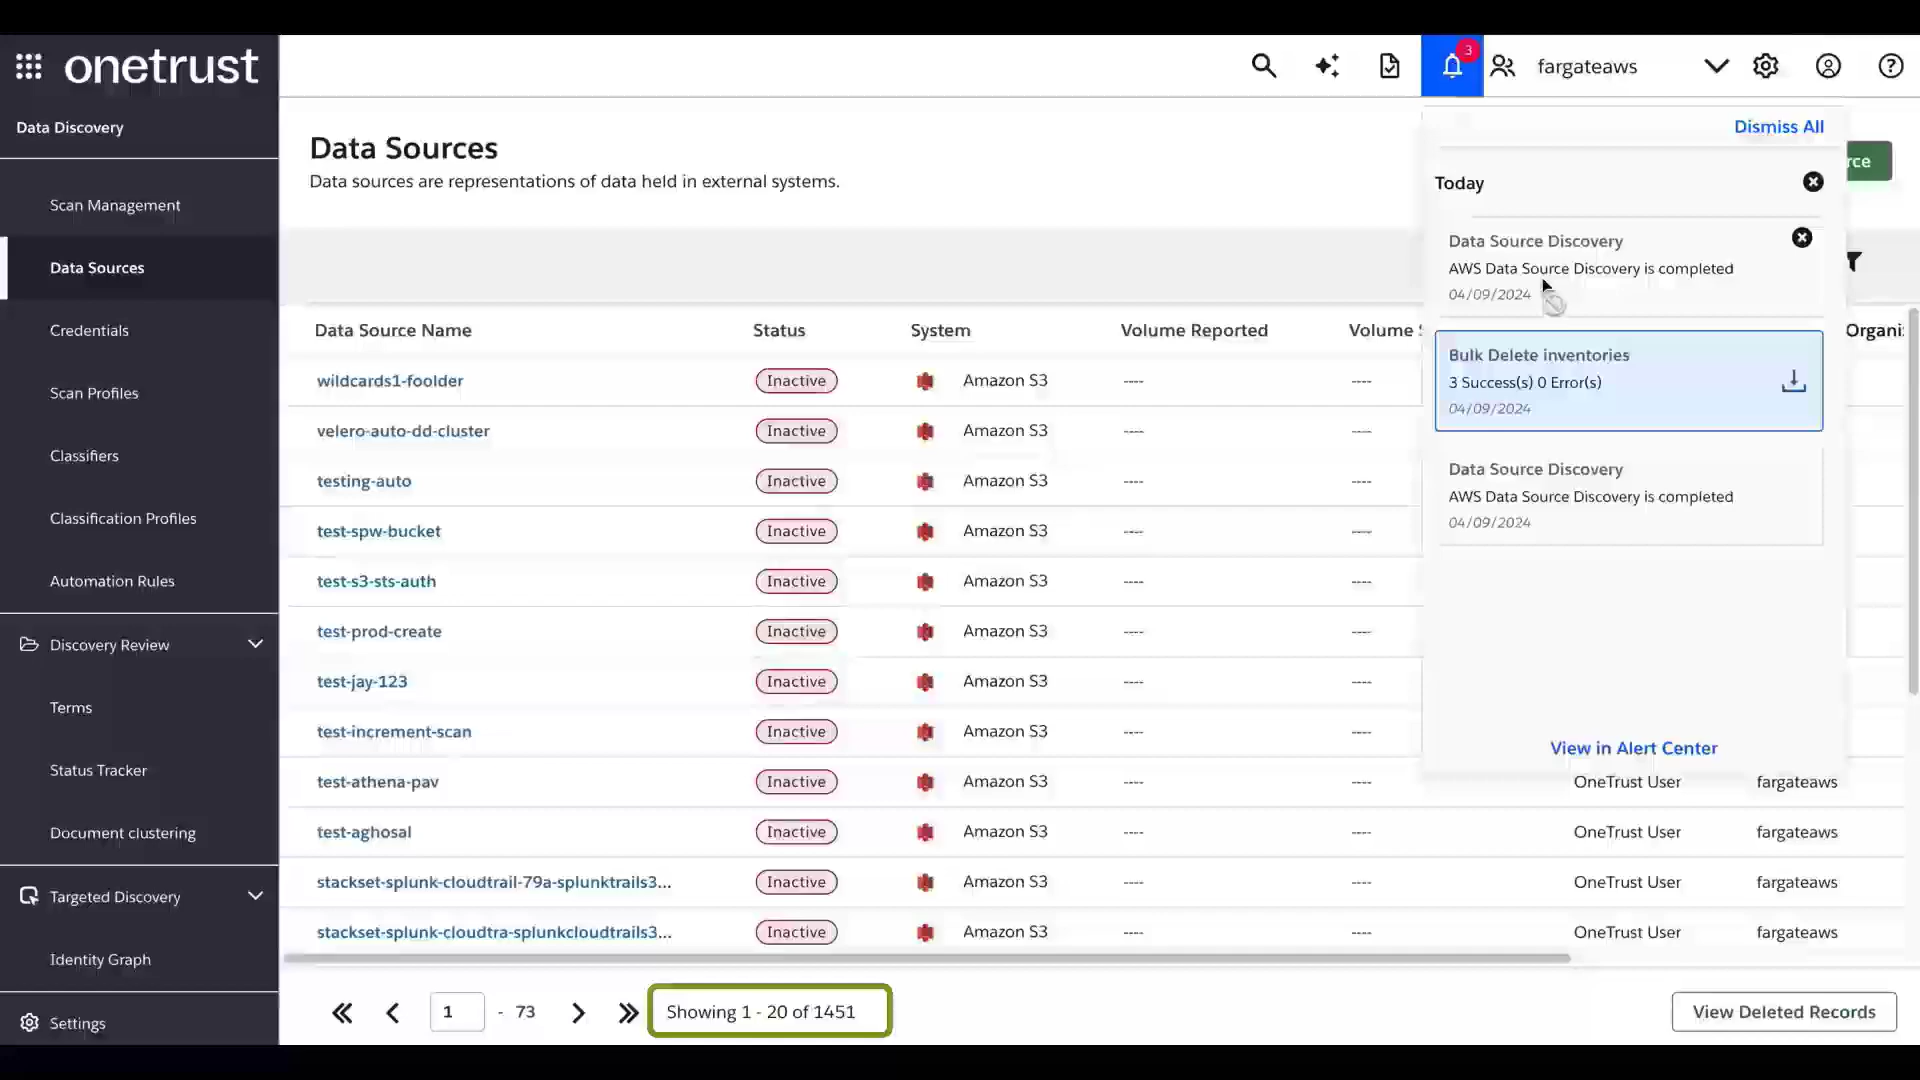 onetrust
3
fargateaws
Data Discovery
Scan Management
Data Sources
Credentials
Scan Profiles
Classifiers
Classification Profiles
Automation Rules
Discovery Review
Terms
Status Tracker
Document clustering
Targeted Discovery
Identity Graph
Settings
Data Sources
Data sources are representations of data held in external systems.
rce
Dismiss All
Today
Data Source Discovery
AWS Data Source Discovery is completed
04/09/2024
Bulk Delete inventories
3 Success(s) 0 Error(s)
04/09/2024
Data Source Discovery
AWS Data Source Discovery is completed
04/09/2024
View in Alert Center
Data Source Name Status System Volume Reported Volume Organi
wildcards1-foolder Inactive Amazon S3 ---- ----
velero-auto-dd-cluster Inactive Amazon S3 ---- ----
testing-auto Inactive Amazon S3 ---- ----
test-spw-bucket Inactive Amazon S3 ---- ----
test-s3-sts-auth Inactive Amazon S3 ---- ----
test-prod-create Inactive Amazon S3 ---- ----
test-jay-123 Inactive Amazon S3 ---- ----
test-increment-scan Inactive Amazon S3 ---- ----
test-athena-pav Inactive Amazon S3 ---- ---- OneTrust User fargateaws
test-aghosal Inactive Amazon S3 ---- ---- OneTrust User fargateaws
stackset-splunk-cloudtrail-79a-splunktrails3... Inactive Amazon S3 ---- ---- OneTrust User fargateaws
stackset-splunk-cloudtra-splunkcloudtrails3... Inactive Amazon S3 ---- ---- OneTrust User fargateaws
1 - 73 Showing 1 - 20 of 1451
View Deleted Records